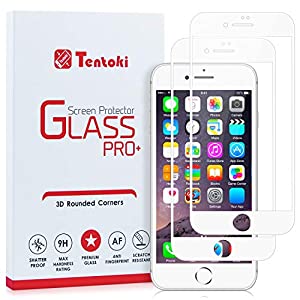 Tentoki
Screen Protector
GLASS
PRO+
3D Rounded Corners
SHATTER PROOF
9H
MAX HARDNESS RATING
PREMIUM GLASS
AF
ANTI FINGERPRINT
SCRATCH RESISTANT